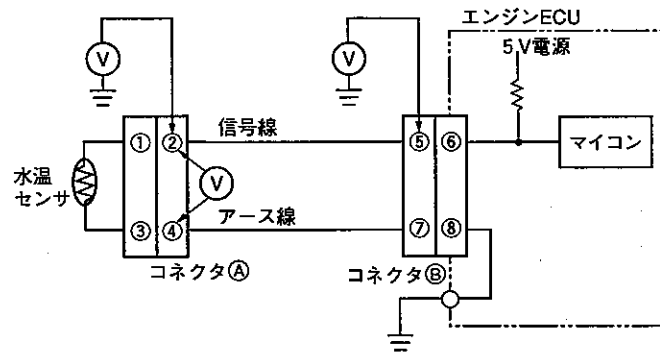 エンジンECU
5V電源
V
V
① ② 信号線 ⑤ ⑥
マイコン
水温
センサ
V
③ ④ アース線 ⑦ ⑧
コネクタⒶ
コネクタⒷ